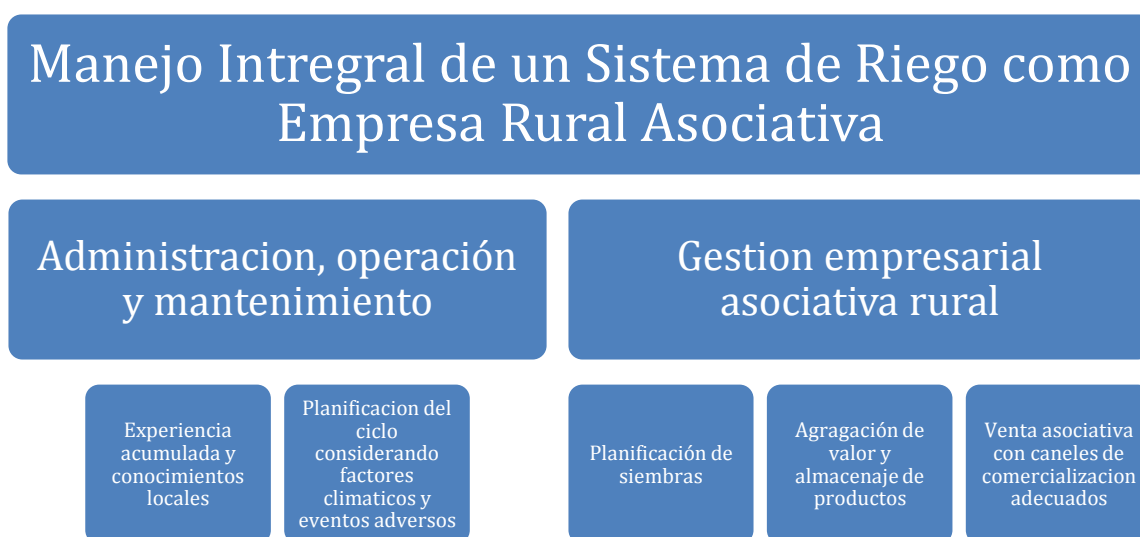 Manejo Intregral de un Sistema de Riego como
Empresa Rural Asociativa
Administracion, operación
y mantenimiento
Gestion empresarial
asociativa rural
Experiencia
acumulada y
conocimientos
locales
Planificacion del
ciclo
considerando
factores
climaticos y
eventos adversos
Planificación de
siembras
Agragación de
valor y
almacenaje de
productos
Venta asociativa
con caneles de
comercializacion
adecuados